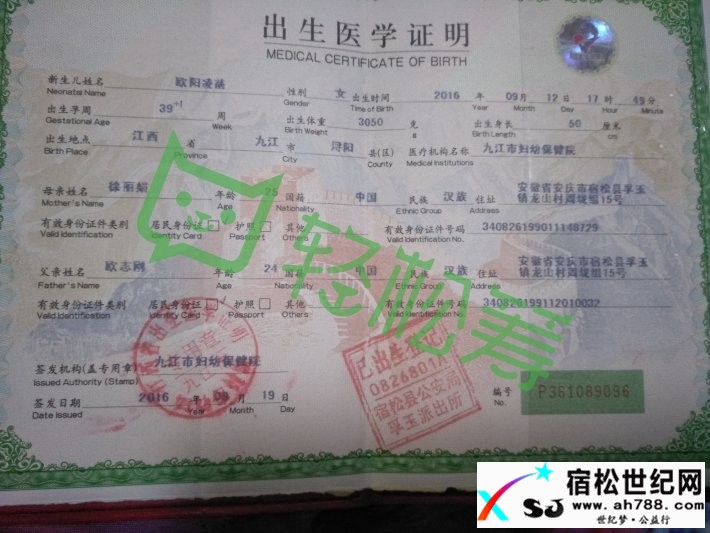 出生医学证明
MEDICAL CERTIFICATE OF BIRTH
新生儿姓名 欧阳凌 性别 女 出生时间 2016 年 09 月 12 日 17 时 49 分
Neonatal Name Gender Time of Birth Year Month Day Hour Minute
出生孕周 39+1 周 出生体重 3050 克 出生身长 50 厘米
Gestational Age Week Birth Weight g Birth Length cm
出生地点 江西 省 九江 市 浔阳 县(区) 医疗机构名称 九江市妇幼保健院
Birth Place Province City County Medical Institutions
母亲姓名 徐丽娟 年龄 25 国籍 中国 民族 汉族 住址 安徽省安庆市宿松县孚玉镇龙山村周垅组15号
Mother's Name Age Nationality Ethnic Group Address
有效身份证件类别 居民身份证 护照 其他 有效身份证件号码 340826199011148729
Valid Identification Identity Card Passport Others Valid Identification No.
父亲姓名 欧志刚 年龄 24 国籍 中国 民族 汉族 住址 安徽省安庆市宿松县孚玉镇龙山村周垅组15号
Father's Name Age Nationality Ethnic Group Address
有效身份证件类别 居民身份证 ✓ 护照 其他 有效身份证件号码 340826199112010032
Valid Identification Identity Card Passport Others Valid Identification No.
轻松筹
签发机构(盖专用章) 九江市妇幼保健院
Issued Authority (Stamp)
已出生登记
0826801A
宿松县公安局
孚玉派出所
编号 P361089096
No.
签发日期 2016 年 09 月 19 日
Date Issued Year Month Day
XSJ 宿松世纪网
www.ah788.com
世纪梦·公益行